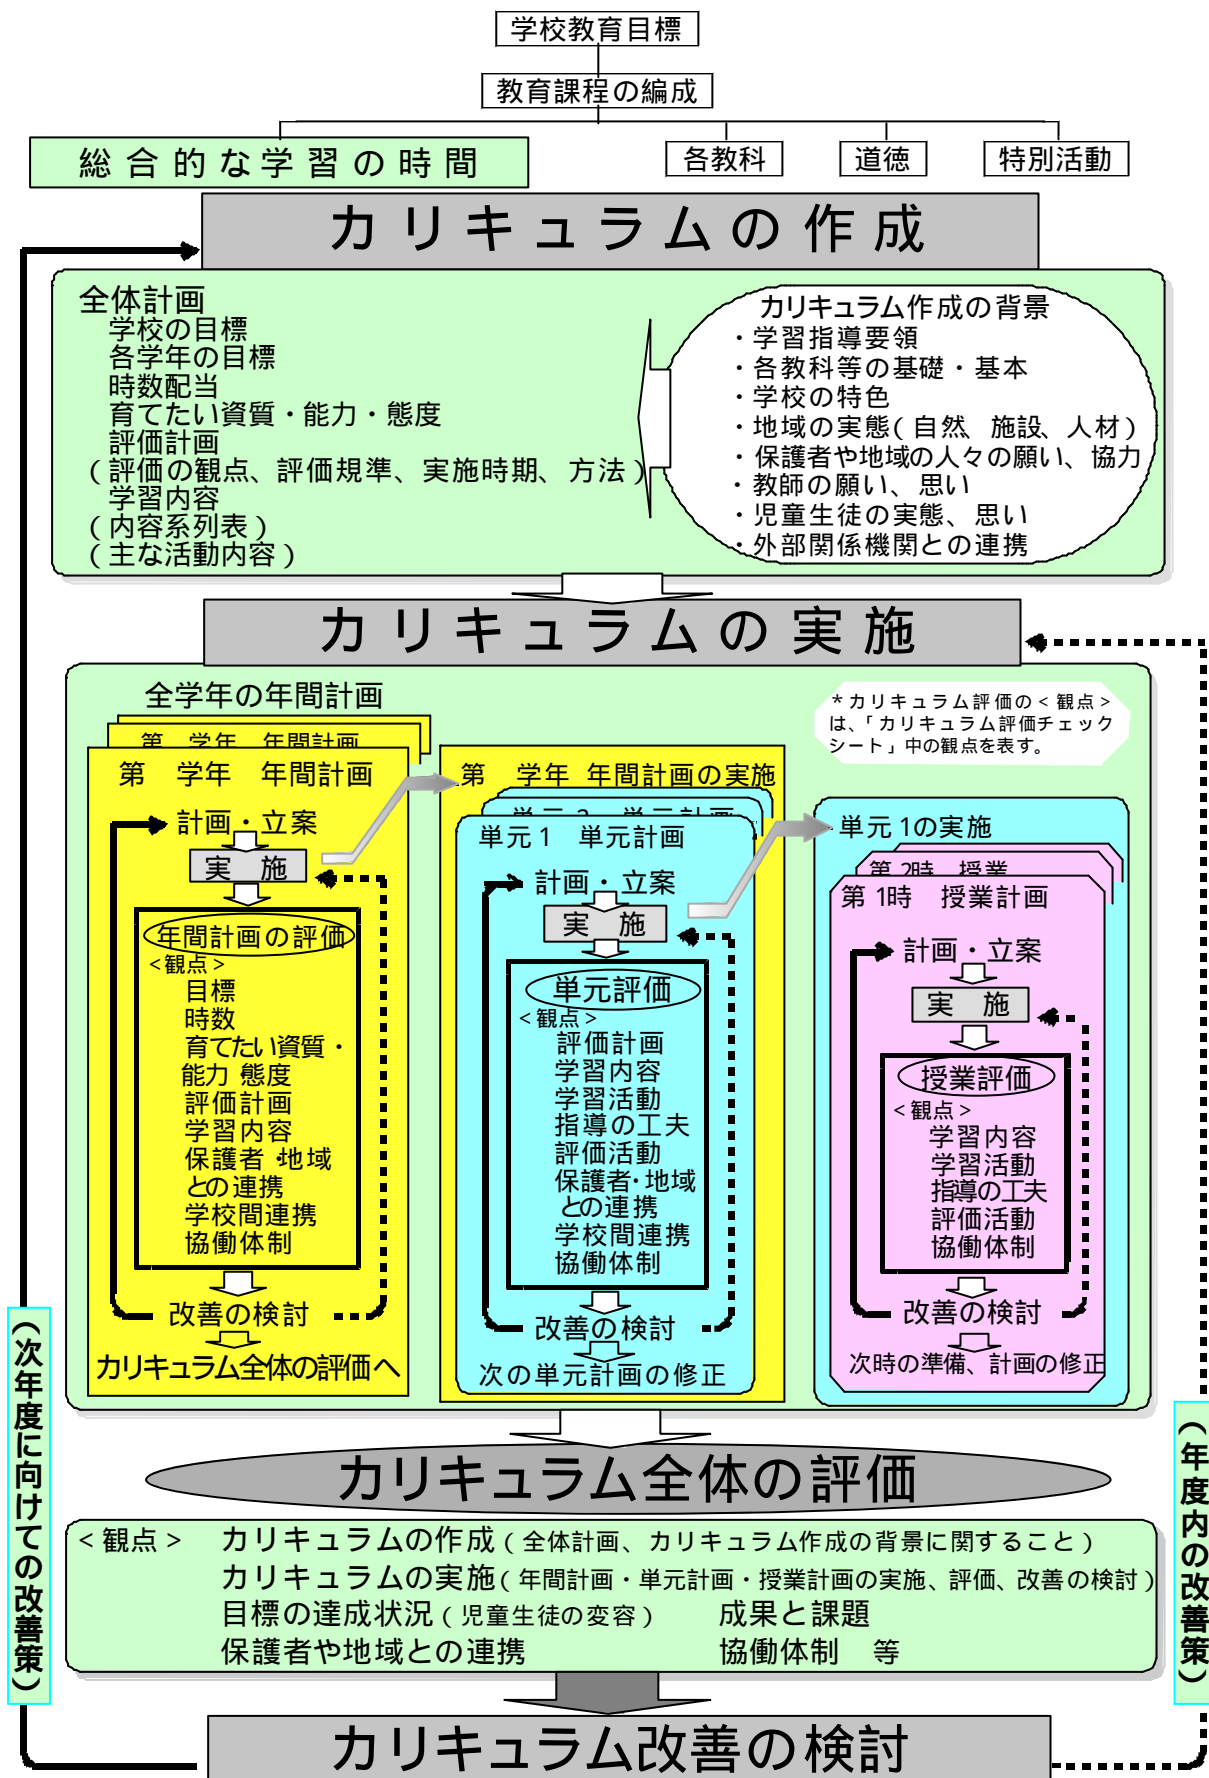 学校教育目標
教育課程の編成
総合的な学習の時間
各教科
道徳
特別活動
カリキュラムの作成
全体計画
学校の目標
各学年の目標
時数配当
育てたい資質・能力・態度
評価計画
(評価の観点、評価規準、実施時期、方法)
学習内容
(内容系列表)
(主な活動内容)
カリキュラム作成の背景
・学習指導要領
・各教科等の基礎・基本
・学校の特色
・地域の実態(自然、施設、人材)
・保護者や地域の人々の願い、協力
・教師の願い、思い
・児童生徒の実態、思い
・外部関係機関との連携
カリキュラムの実施
全学年の年間計画
*カリキュラム評価の<観点>
は、「カリキュラム評価チェック
シート」中の観点を表す。
第 学年 年間計画
第 学年 年間計画
計画・立案
実 施
年間計画の評価
<観点>
目標
時数
育てたい資質・
能力 態度
評価計画
学習内容
保護者・地域
との連携
学校間連携
協働体制
改善の検討
カリキュラム全体の評価へ
第 学年 年間計画の実施
単元2 単元計画
単元1 単元計画
計画・立案
実 施
単元評価
<観点>
評価計画
学習内容
学習活動
指導の工夫
評価活動
保護者・地域
との連携
学校間連携
協働体制
改善の検討
次の単元計画の修正
単元1の実施
第2時 授業
第1時 授業計画
計画・立案
実 施
授業評価
<観点>
学習内容
学習活動
指導の工夫
評価活動
協働体制
改善の検討
次時の準備、計画の修正
カリキュラム全体の評価
<観点> カリキュラムの作成(全体計画、カリキュラム作成の背景に関すること)
カリキュラムの実施(年間計画・単元計画・授業計画の実施、評価、改善の検討)
目標の達成状況(児童生徒の変容) 成果と課題
保護者や地域との連携 協働体制 等
カリキュラム改善の検討
(次年度に向けての改善策)
(年度内の改善策)